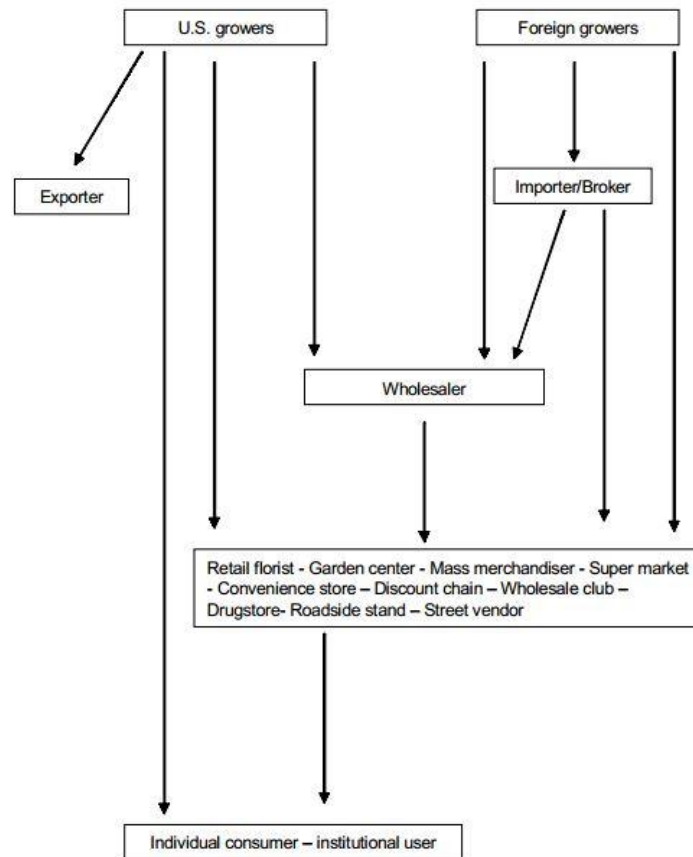 U.S. growers
Foreign growers
Exporter
Importer/Broker
Wholesaler
Retail florist - Garden center - Mass merchandiser - Super market
- Convenience store – Discount chain – Wholesale club –
Drugstore- Roadside stand – Street vendor
Individual consumer – institutional user